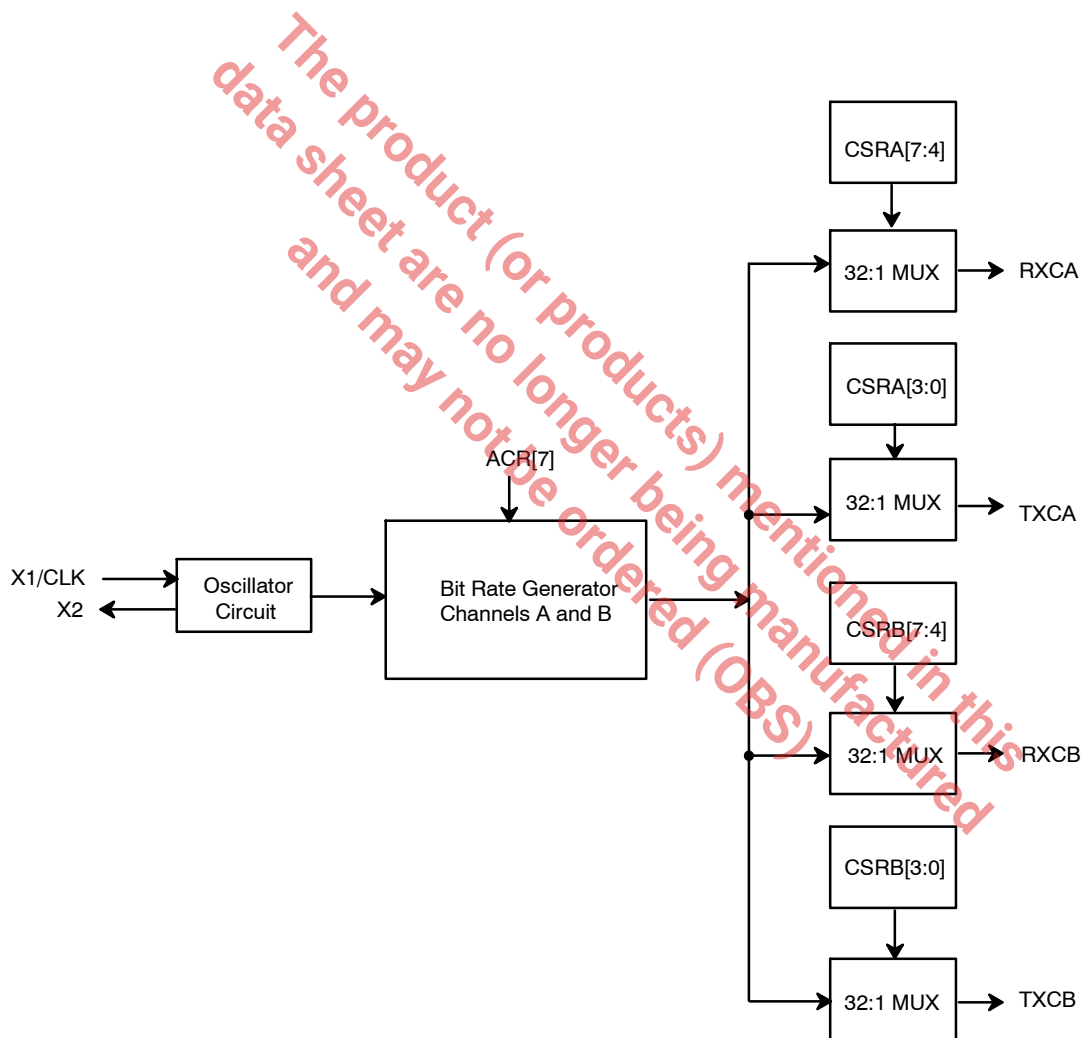 The product (or products) mentioned in this
data sheet are no longer being manufactured
and may not be ordered (OBS)
CSRA[7:4]
32:1 MUX
RXCA
CSRA[3:0]
ACR[7]
32:1 MUX
TXCA
X1/CLK
X2
Oscillator
Circuit
Bit Rate Generator
Channels A and B
CSRB[7:4]
32:1 MUX
RXCB
CSRB[3:0]
32:1 MUX
TXCB